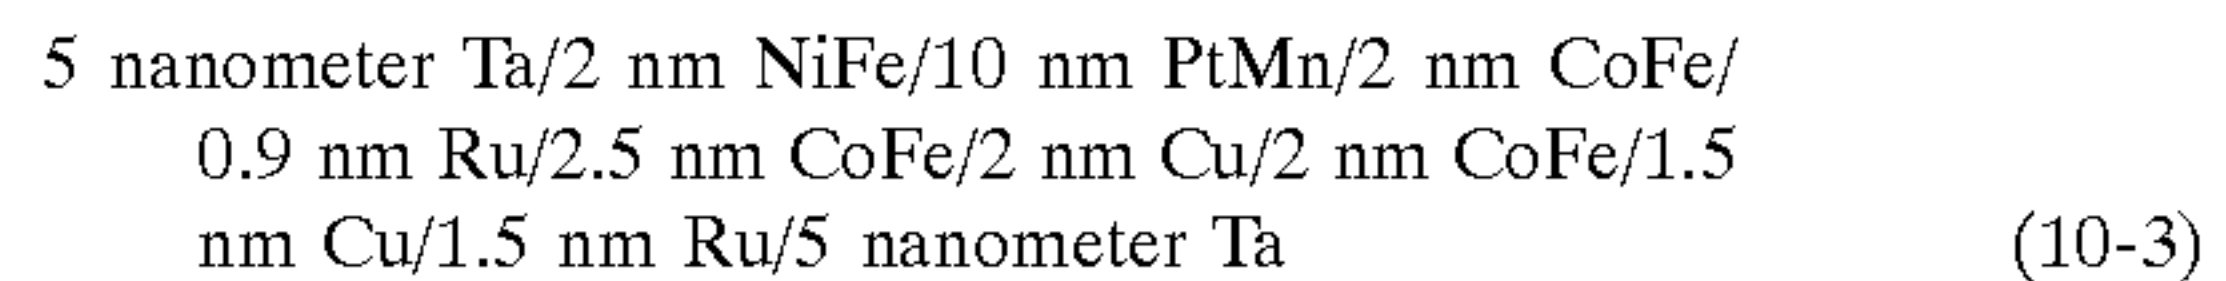 5 nanometer Ta/2 nm NiFe/10 nm PtMn/2 nm CoFe/
0.9 nm Ru/2.5 nm CoFe/2 nm Cu/2 nm CoFe/1.5
nm Cu/1.5 nm Ru/5 nanometer Ta (10-3)